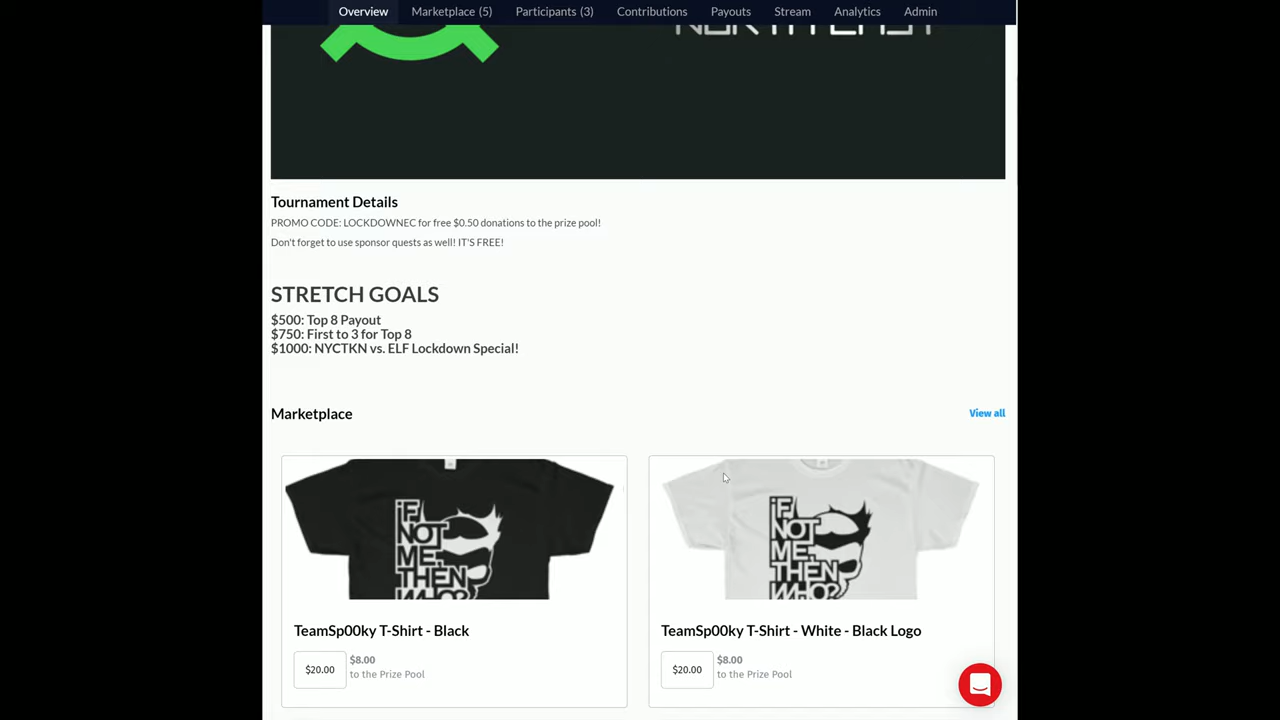 Overview Marketplace (5) Participants (3) Contributions Payouts Stream Analytics Admin
Tournament Details
PROMO CODE: LOCKDOWNEC for free $0.50 donations to the prize pool!
Don't forget to use sponsor quests as well! IT'S FREE!
STRETCH GOALS
$500: Top 8 Payout
$750: First to 3 for Top 8
$1000: NYCTKN vs. ELF Lockdown Special!
Marketplace View all
IF
NOT
ME,
THEN
WHO?
IF
NOT
ME,
THEN
WHO?
TeamSp00ky T-Shirt - Black
$20.00 $8.00
to the Prize Pool
TeamSp00ky T-Shirt - White - Black Logo
$20.00 $8.00
to the Prize Pool